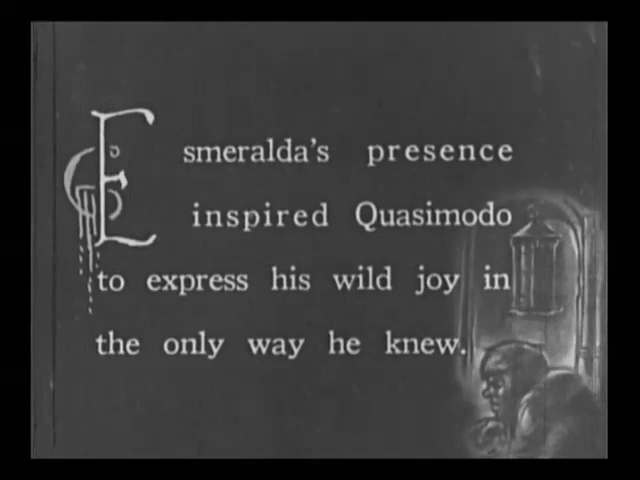 Esmeralda's presence
inspired Quasimodo
to express his wild joy in
the only way he knew.